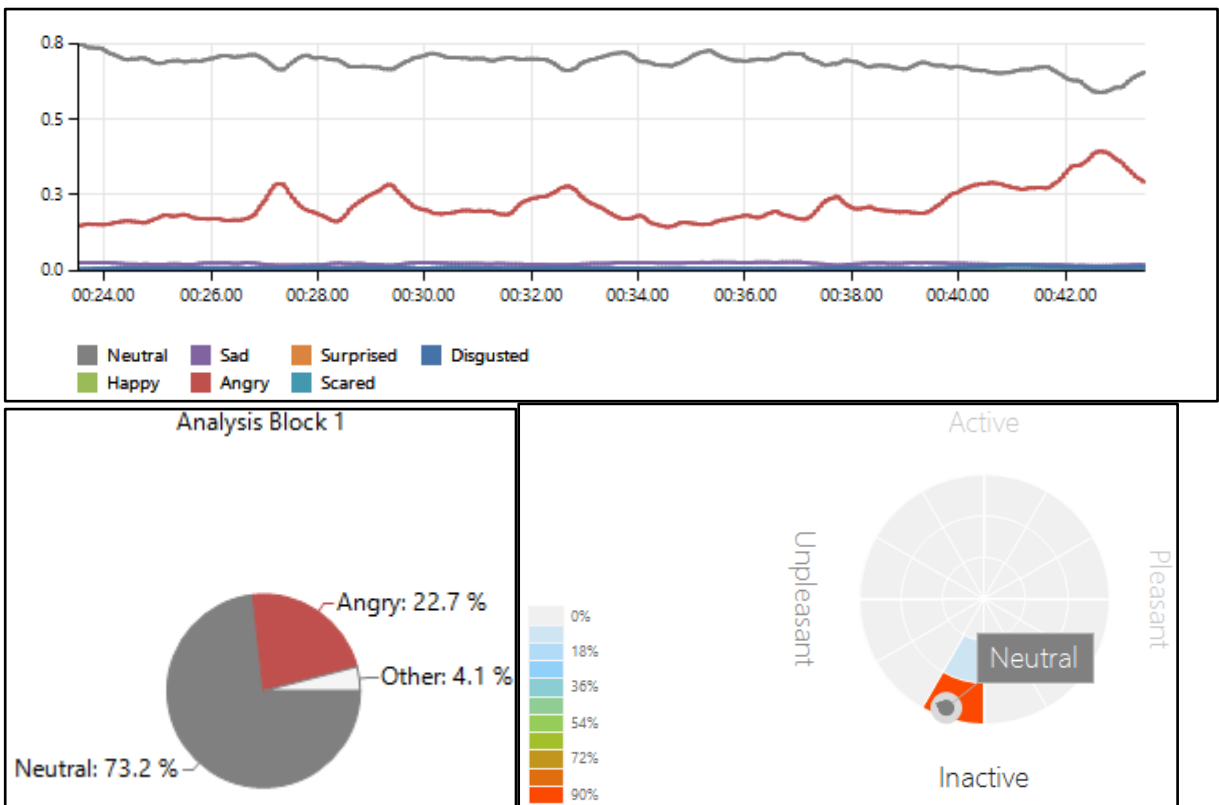 0.8
0.5
0.3
0.0
00:24.00 00:26.00 00:28.00 00:30.00 00:32.00 00:34.00 00:36.00 00:38.00 00:40.00 00:42.00
Neutral Sad Surprised Disgusted
Happy Angry Scared
Analysis Block 1
Angry: 22.7 %
Other: 4.1 %
Neutral: 73.2 %
Active
Unpleasant
Pleasant
Neutral
Inactive
0%
18%
36%
54%
72%
90%